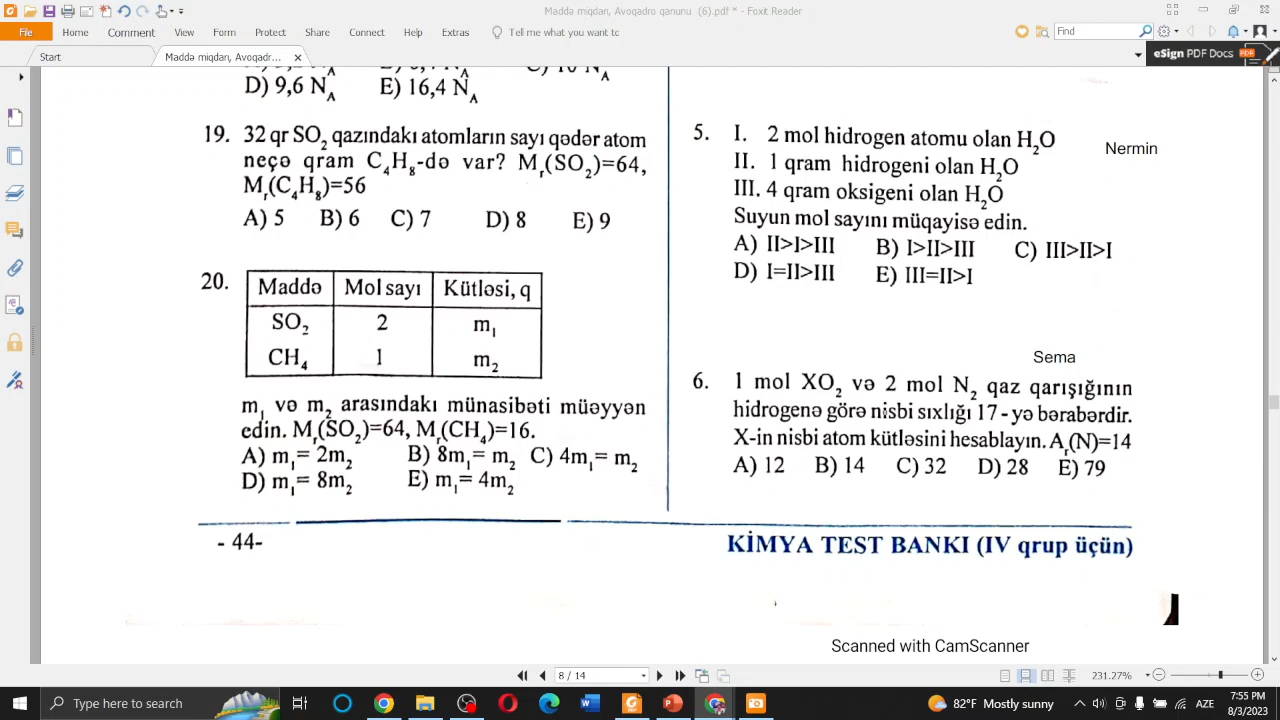 Maddə miqdarı, Avoqadro qanunu  (6).pdf * - Foxit Reader
File Home Comment View Form Protect Share Connect Help Extras Tell me what you want to Find
Start Maddə miqdarı, Avoqadr... × eSign PDF Docs
D) 9,6 N_A E) 16,4 N_A
19. 32 qr SO₂ qazındakı atomların sayı qədər atom
neçə qram C₄H₈-də var? M_r(SO₂)=64,
M_r(C₄H₈)=56
A) 5 B) 6 C) 7 D) 8 E) 9
20. Maddə Mol sayı Kütləsi, q
SO₂ 2 m₁
CH₄ 1 m₂
m₁ və m₂ arasındakı münasibəti müəyyən
edin. M_r(SO₂)=64, M_r(CH₄)=16.
A) m₁= 2m₂ B) 8m₁= m₂ C) 4m₁= m₂
D) m₁= 8m₂ E) m₁= 4m₂
5. I. 2 mol hidrogen atomu olan H₂O
Nermin
II. 1 qram hidrogeni olan H₂O
III. 4 qram oksigeni olan H₂O
Suyun mol sayını müqayisə edin.
A) II>I>III B) I>II>III C) III>II>I
D) I=II>III E) III=II>I
Sema
6. 1 mol XO₂ və 2 mol N₂ qaz qarışığının
hidrogenə görə nisbi sıxlığı 17-yə bərabərdir.
X-in nisbi atom kütləsini hesablayın. A_r(N)=14
A) 12 B) 14 C) 32 D) 28 E) 79
- 44-
KİMYA TEST BANKI (IV qrup üçün)
Scanned with CamScanner
8 / 14 231.27%
Type here to search 82°F Mostly sunny AZE 7:55 PM
8/3/2023